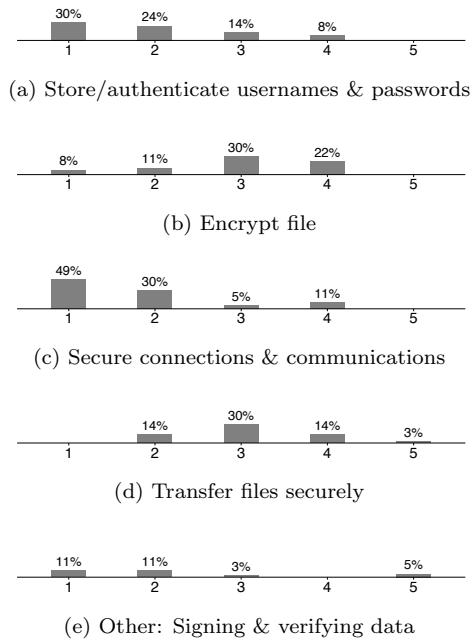 30% 24% 14% 8%
1 2 3 4 5
(a) Store/authenticate usernames & passwords
8% 11% 30% 22%
1 2 3 4 5
(b) Encrypt file
49% 30% 5% 11%
1 2 3 4 5
(c) Secure connections & communications
14% 30% 14% 3%
1 2 3 4 5
(d) Transfer files securely
11% 11% 3% 5%
1 2 3 4 5
(e) Other: Signing & verifying data